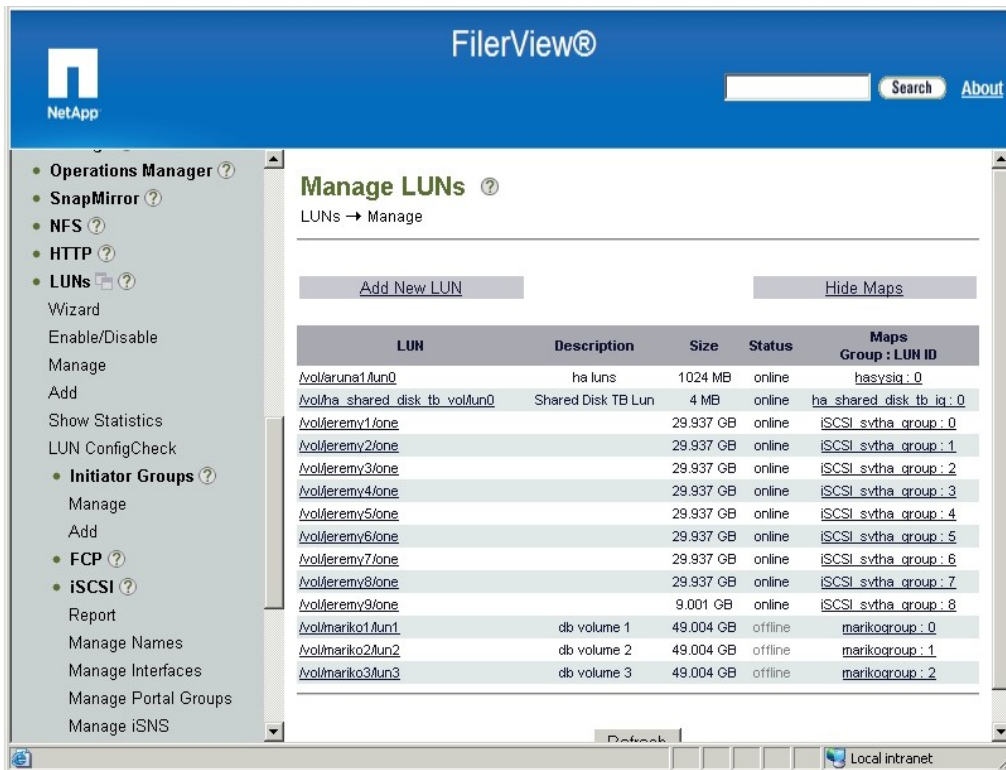 FilerView®
NetApp
Search
About
Operations Manager
SnapMirror
NFS
HTTP
LUNs
Wizard
Enable/Disable
Manage
Add
Show Statistics
LUN ConfigCheck
Initiator Groups
Manage
Add
FCP
iSCSI
Report
Manage Names
Manage Interfaces
Manage Portal Groups
Manage iSNS
Manage LUNs
LUNs → Manage
Add New LUN Hide Maps
LUN Description Size Status Maps
Group : LUN ID
/vol/aruna1/lun0 ha luns 1024 MB online hasysig : 0
/vol/ha_shared_disk_tb_vol/lun0 Shared Disk TB Lun 4 MB online ha_shared_disk_tb_ig : 0
/vol/jeremy1/one 29.937 GB online iSCSI_svtha_group : 0
/vol/jeremy2/one 29.937 GB online iSCSI_svtha_group : 1
/vol/jeremy3/one 29.937 GB online iSCSI_svtha_group : 2
/vol/jeremy4/one 29.937 GB online iSCSI_svtha_group : 3
/vol/jeremy5/one 29.937 GB online iSCSI_svtha_group : 4
/vol/jeremy6/one 29.937 GB online iSCSI_svtha_group : 5
/vol/jeremy7/one 29.937 GB online iSCSI_svtha_group : 6
/vol/jeremy8/one 29.937 GB online iSCSI_svtha_group : 7
/vol/jeremy9/one 9.001 GB online iSCSI_svtha_group : 8
/vol/mariko1/lun1 db volume 1 49.004 GB offline marikogroup : 0
/vol/mariko2/lun2 db volume 2 49.004 GB offline marikogroup : 1
/vol/mariko3/lun3 db volume 3 49.004 GB offline marikogroup : 2
Refresh
Local intranet